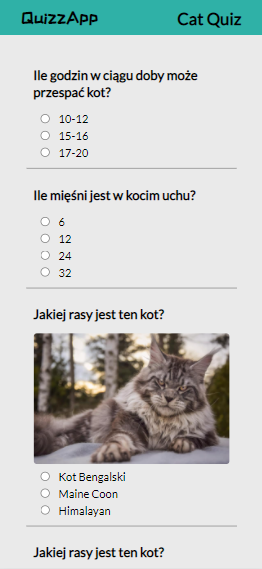 QuizzApp
Cat Quiz
Ile godzin w ciągu doby może
przespać kot?
10-12
15-16
17-20
Ile mięśni jest w kocim uchu?
6
12
24
32
Jakiej rasy jest ten kot?
Kot Bengalski
Maine Coon
Himalayan
Jakiej rasy jest ten kot?